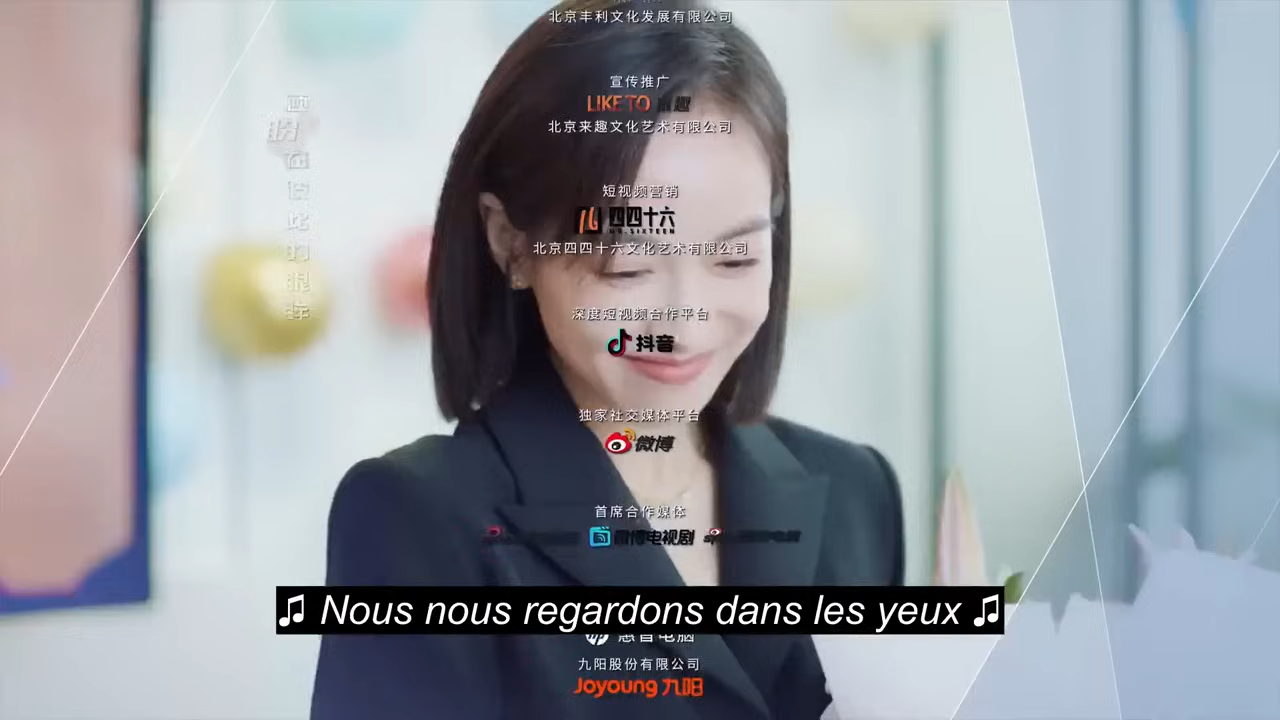 北京丰利文化发展有限公司
宣传推广
LIKE TO 来趣
北京来趣文化艺术有限公司
短视频营销
四四十六
MR.SIXTEEN
北京四四十六文化艺术有限公司
深度短视频合作平台
抖音
独家社交媒体平台
微博
首席合作媒体
微博电视剧
♫ Nous nous regardons dans les yeux ♫
惠普电脑
九阳股份有限公司
Joyoung 九阳